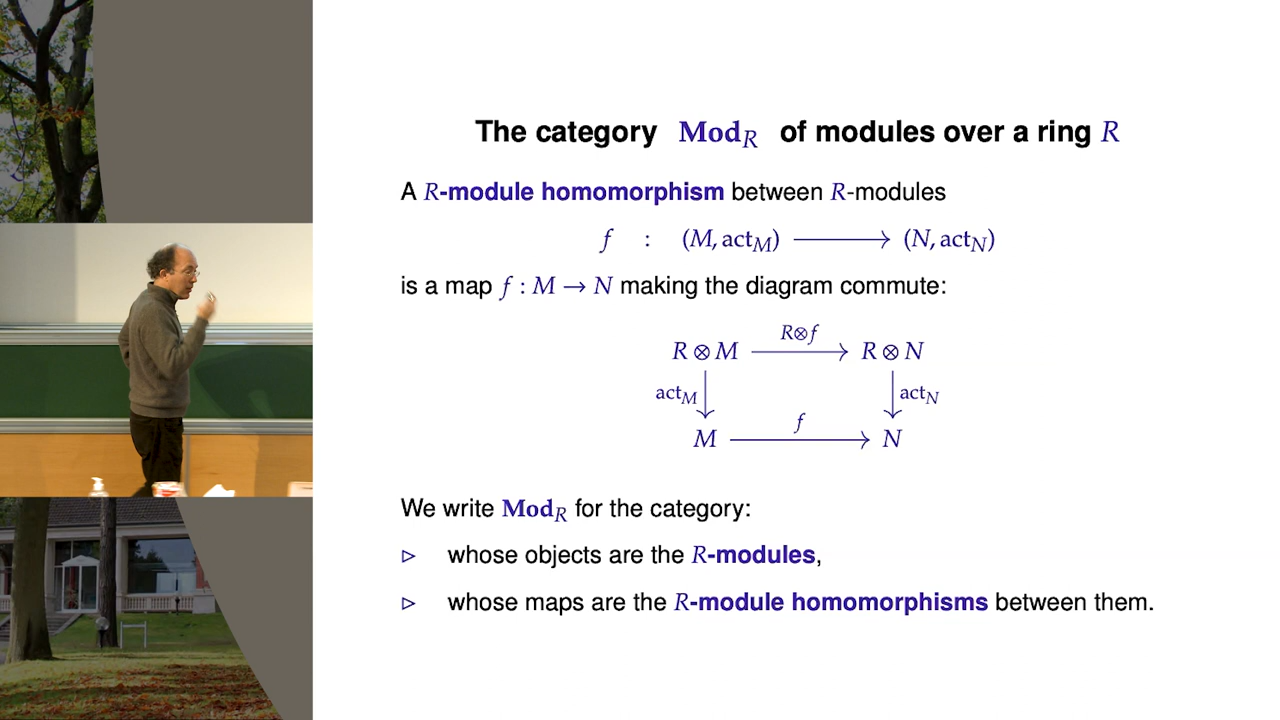 The category Mod_R of modules over a ring R
A R-module homomorphism between R-modules
f : (M, act_M) ⟶ (N, act_N)
is a map f : M → N making the diagram commute:
R⊗f
R ⊗ M ⟶ R ⊗ N
act_M act_N
f
M ⟶ N
We write Mod_R for the category:
▷ whose objects are the R-modules,
▷ whose maps are the R-module homomorphisms between them.